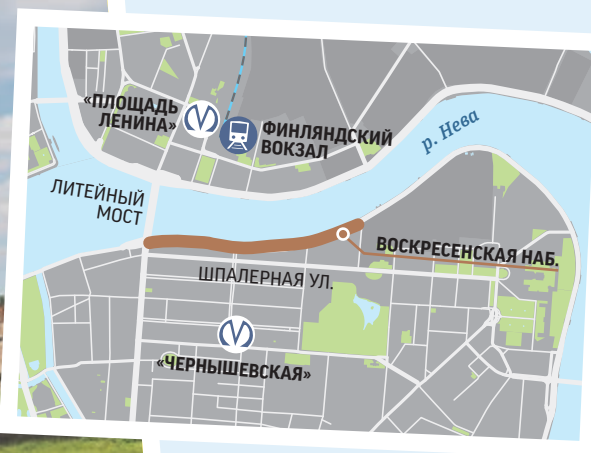 «ПЛОЩАДЬ
ЛЕНИНА»
ФИНЛЯНДСКИЙ
ВОКЗАЛ
р. Нева
ЛИТЕЙНЫЙ
МОСТ
ВОСКРЕСЕНСКАЯ НАБ.
ШПАЛЕРНАЯ УЛ.
«ЧЕРНЫШЕВСКАЯ»